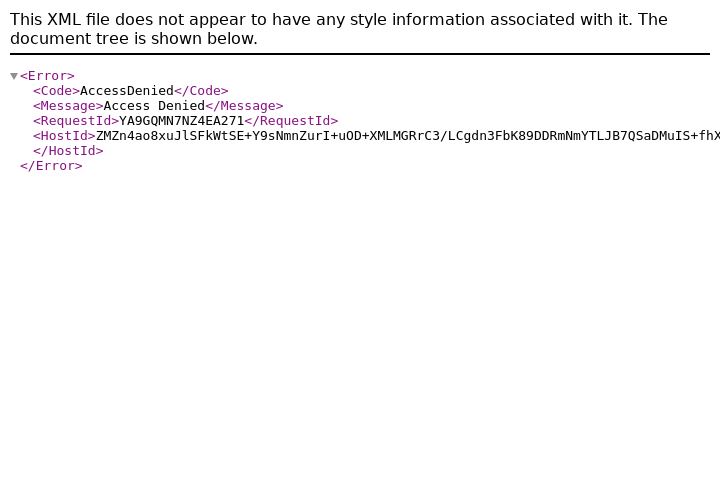 This XML file does not appear to have any style information associated with it. The
document tree is shown below.
<Error>
<Code>AccessDenied</Code>
<Message>Access Denied</Message>
<RequestId>YA9GQMN7NZ4EA271</RequestId>
<HostId>ZMZn4ao8xuJlSFkWtSE+Y9sNmnZurI+uOD+XMLMGRrC3/LCgdn3FbK89DDRmNmYTLJB7QSaDMuIS+fhX
</HostId>
</Error>